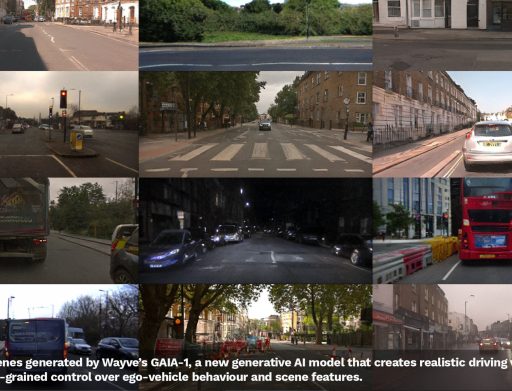 enes generated by Wayve's GAIA-1, a new generative AI model that creates realistic driving
-grained control over ego-vehicle behaviour and scene features.